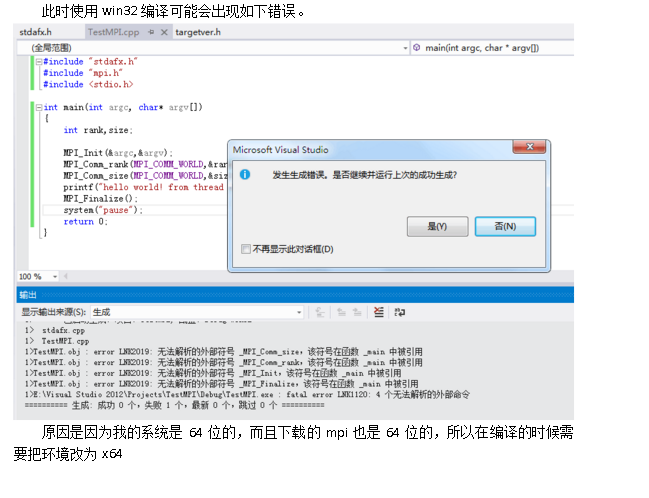 此时使用 win32 编译可能会出现如下错误。
stdafx.h TestMPI.cpp targetver.h
(全局范围) main(int argc, char * argv[])
#include "stdafx.h"
#include "mpi.h"
#include <stdio.h>
int main(int argc, char* argv[])
{
int rank,size;
MPI_Init(&argc,&argv);
MPI_Comm_rank(MPI_COMM_WORLD,&ran
MPI_Comm_size(MPI_COMM_WORLD,&siz
printf("hello world! from thread
MPI_Finalize();
system("pause");
return 0;
}
Microsoft Visual Studio
发生生成错误。是否继续并运行上次的成功生成?
是(Y) 否(N)
不再显示此对话框(D)
100 %
输出
显示输出来源(S): 生成
1> stdafx.cpp
1> TestMPI.cpp
1>TestMPI.obj : error LNK2019: 无法解析的外部符号 _MPI_Comm_size，该符号在函数 _main 中被引用
1>TestMPI.obj : error LNK2019: 无法解析的外部符号 _MPI_Comm_rank，该符号在函数 _main 中被引用
1>TestMPI.obj : error LNK2019: 无法解析的外部符号 _MPI_Init，该符号在函数 _main 中被引用
1>TestMPI.obj : error LNK2019: 无法解析的外部符号 _MPI_Finalize，该符号在函数 _main 中被引用
1>E:\Visual Studio 2012\Projects\TestMPI\Debug\TestMPI.exe : fatal error LNK1120: 4 个无法解析的外部命令
========== 生成: 成功 0 个，失败 1 个，最新 0 个，跳过 0 个 ==========
原因是因为我的系统是 64 位的，而且下载的 mpi 也是 64 位的，所以在编译的时候需
要把环境改为 x64